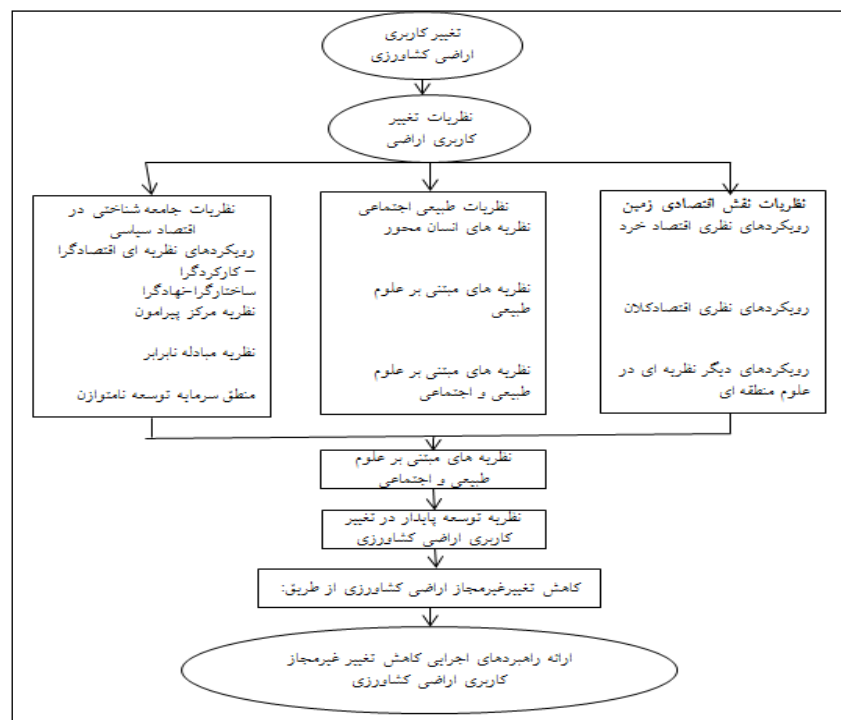 تغییر کاربری
اراضی کشاورزی
نظریات تغییر
کاربری اراضی
نظریات نقش اقتصادی زمین
رویکردهای نظری اقتصاد خرد
رویکردهای نظری اقتصادکلان
رویکردهای دیگر نظریه ای در
علوم منطقه ای
نظریات طبیعی اجتماعی
نظریه های انسان محور
نظریه های مبتنی بر علوم
طبیعی
نظریه های مبتنی بر علوم
طبیعی و اجتماعی
نظریات جامعه شناختی در
اقتصاد سیاسی
رویکردهای نظریه ای اقتصادگرا
– کارکردگرا
ساختارگرا-نهادگرا
نظریه مرکز پیرامون
نظریه مبادله نابرابر
منطق سرمایه توسعه نامتوازن
نظریه های مبتنی بر علوم
طبیعی و اجتماعی
نظریه توسعه پایدار در تغییر
کاربری اراضی کشاورزی
کاهش تغییرغیرمجاز اراضی کشاورزی از طریق:
ارائه راهبردهای اجرایی کاهش تغییر غیرمجاز
کاربری اراضی کشاورزی